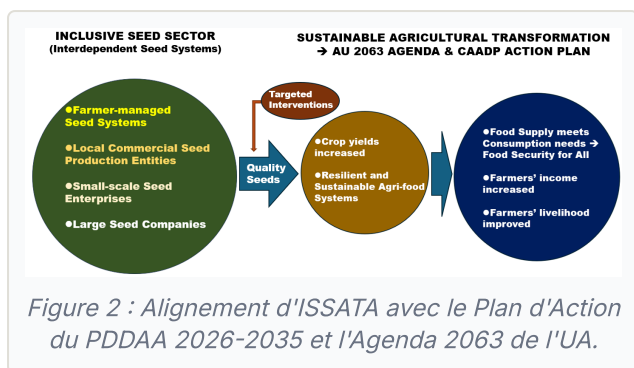 INCLUSIVE SEED SECTOR
(Interdependent Seed Systems)
SUSTAINABLE AGRICULTURAL TRANSFORMATION
→ AU 2063 AGENDA & CAADP ACTION PLAN
●Farmer-managed
Seed Systems
●Local Commercial Seed
Production Entities
●Small-scale Seed
Enterprises
●Large Seed Companies
Targeted
Interventions
Quality
Seeds
●Crop yields
increased
●Resilient and
Sustainable Agri-food
Systems
●Food Supply meets
Consumption needs →
Food Security for All
●Farmers' income
increased
●Farmers' livelihood
improved
Figure 2 : Alignement d'ISSATA avec le Plan d'Action
du PDDAA 2026-2035 et l'Agenda 2063 de l'UA.